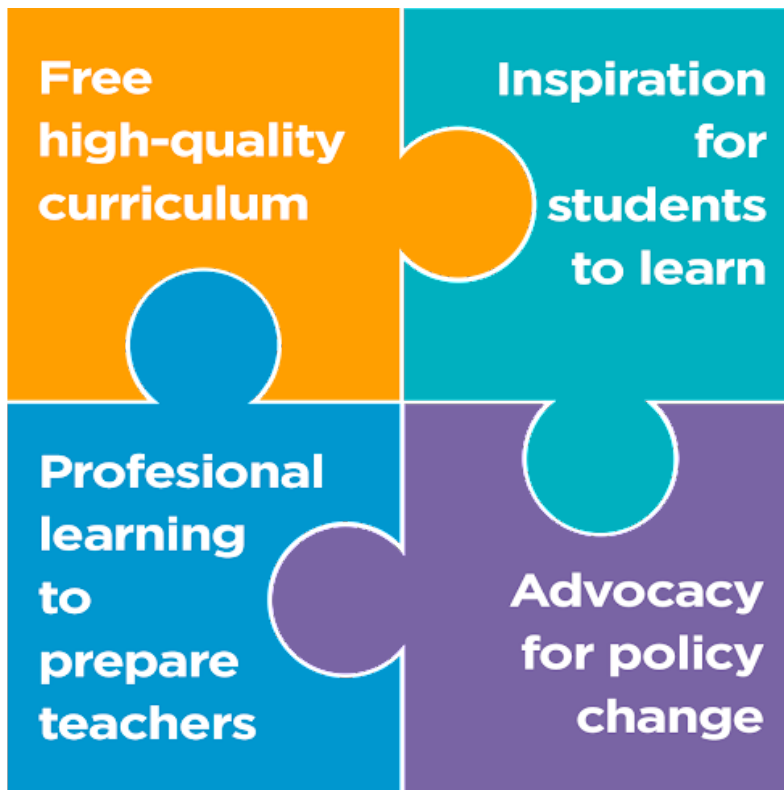 Free
high-quality
curriculum
Inspiration
for
students
to learn
Profesional
learning
to
prepare
teachers
Advocacy
for policy
change